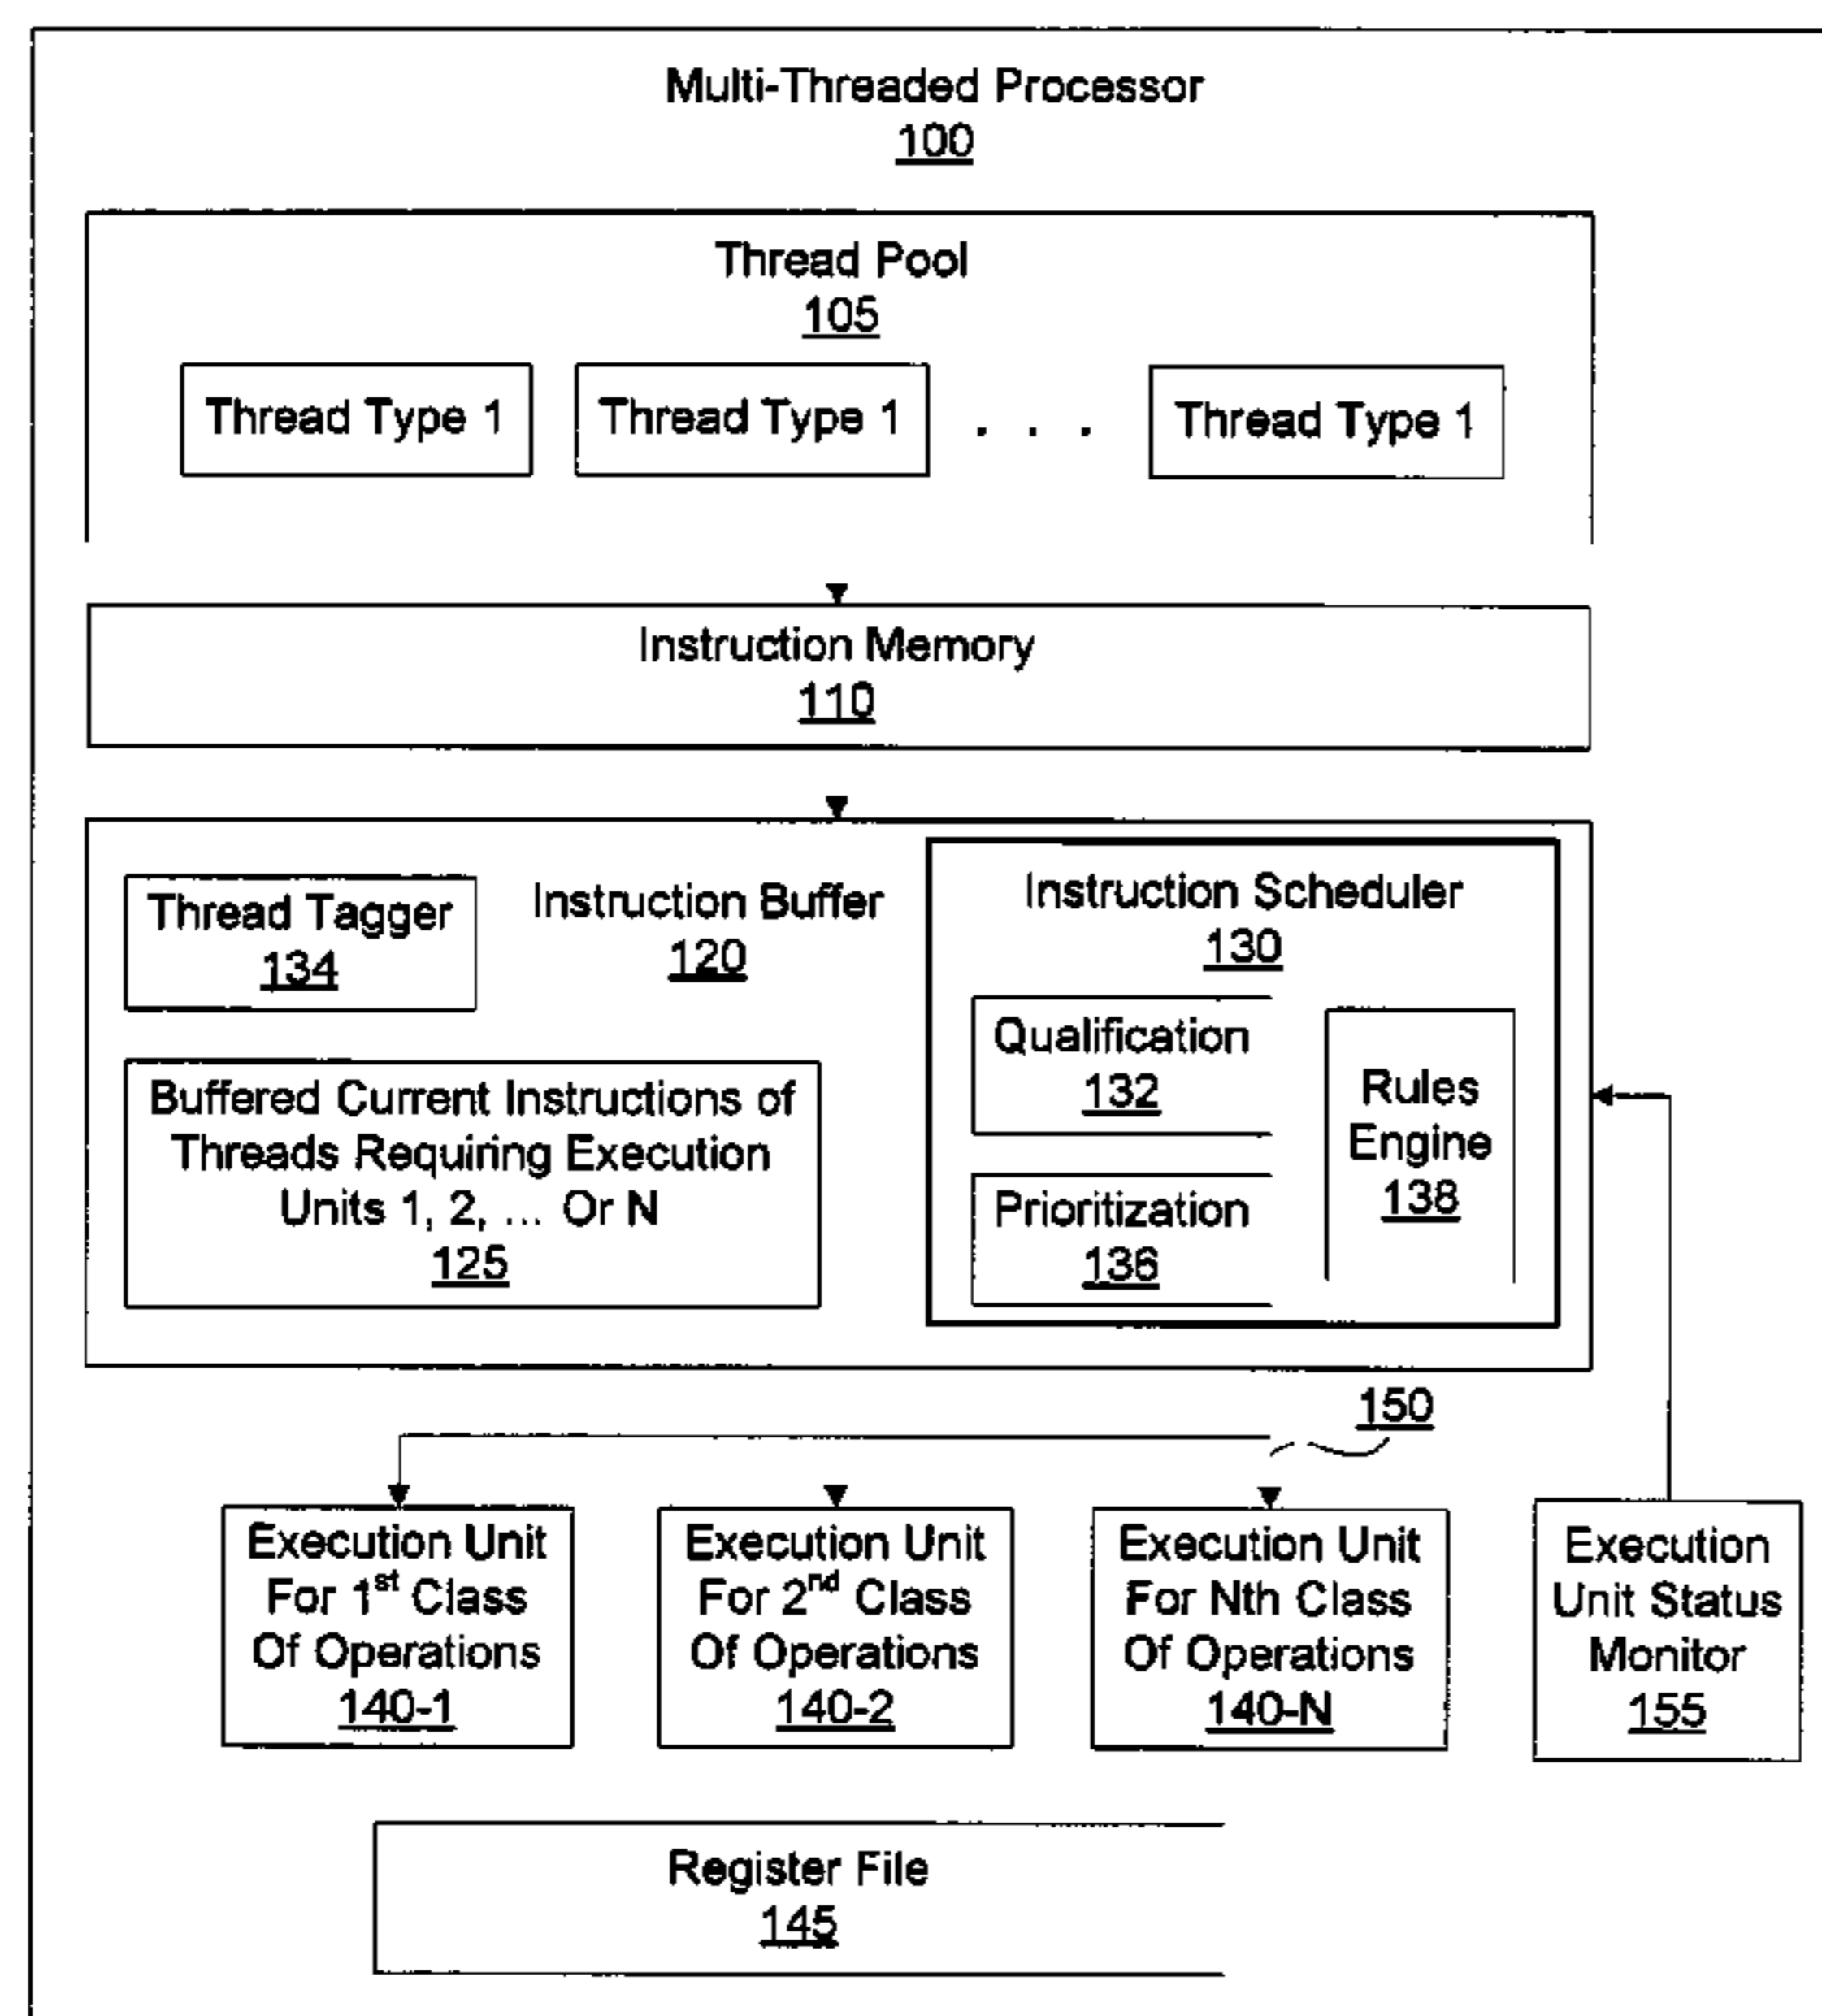 Multi-Threaded Processor
100
Thread Pool
105
Thread Type 1
Thread Type 1
. . .
Thread Type 1
Instruction Memory
110
Thread Tagger
134
Instruction Buffer
120
Instruction Scheduler
130
Qualification
132
Prioritization
136
Rules
Engine
138
Buffered Current Instructions of
Threads Requiring Execution
Units 1, 2, ... Or N
125
150
Execution Unit
For 1st Class
Of Operations
140-1
Execution Unit
For 2nd Class
Of Operations
140-2
Execution Unit
For Nth Class
Of Operations
140-N
Execution
Unit Status
Monitor
155
Register File
145